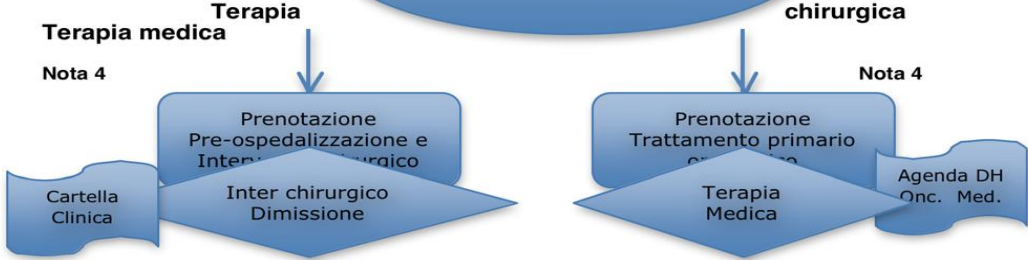 Terapia
chirurgica
Terapia medica
Nota 4
Nota 4
Prenotazione
Pre-ospedalizzazione e
Prenotazione
Trattamento primario
Cartella
Clinica
Inter chirurgico
Dimissione
Terapia
Medica
Agenda DH
Onc. Med.